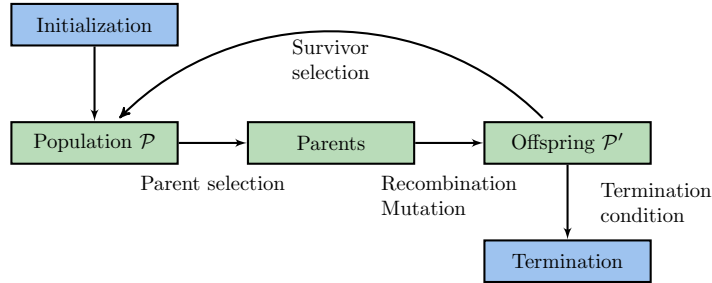 Initialization
Survivor
selection
Population 𝒫
Parents
Offspring 𝒫′
Parent selection
Recombination
Mutation
Termination
condition
Termination